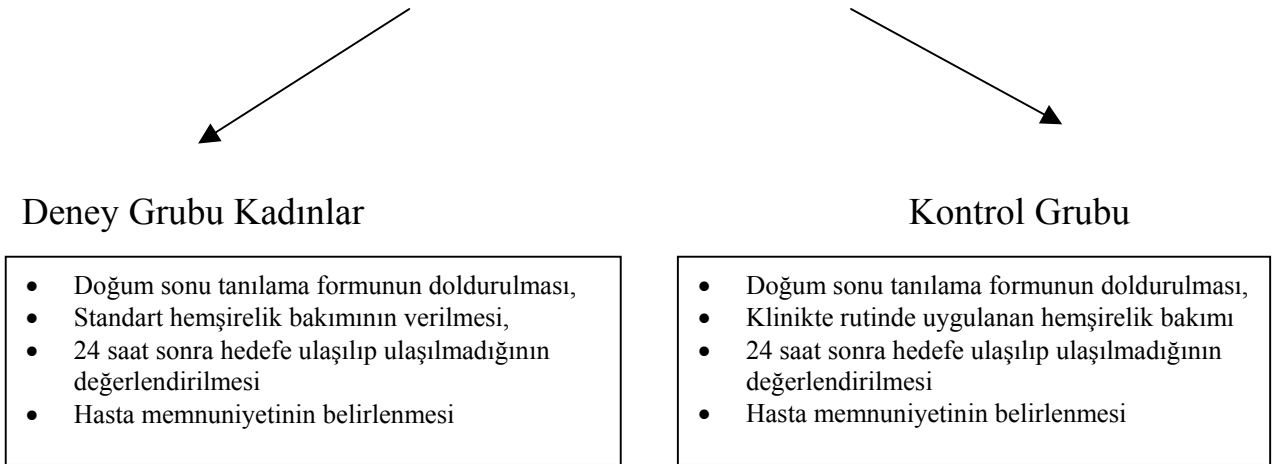 Deney Grubu Kadınlar
• Doğum sonu tanılama formunun doldurulması,
• Standart hemşirelik bakımının verilmesi,
• 24 saat sonra hedefe ulaşılıp ulaşılmadığının
değerlendirilmesi
• Hasta memnuniyetinin belirlenmesi
Kontrol Grubu
• Doğum sonu tanılama formunun doldurulması,
• Klinikte rutinde uygulanan hemşirelik bakımı
• 24 saat sonra hedefe ulaşılıp ulaşılmadığının
değerlendirilmesi
• Hasta memnuniyetinin belirlenmesi